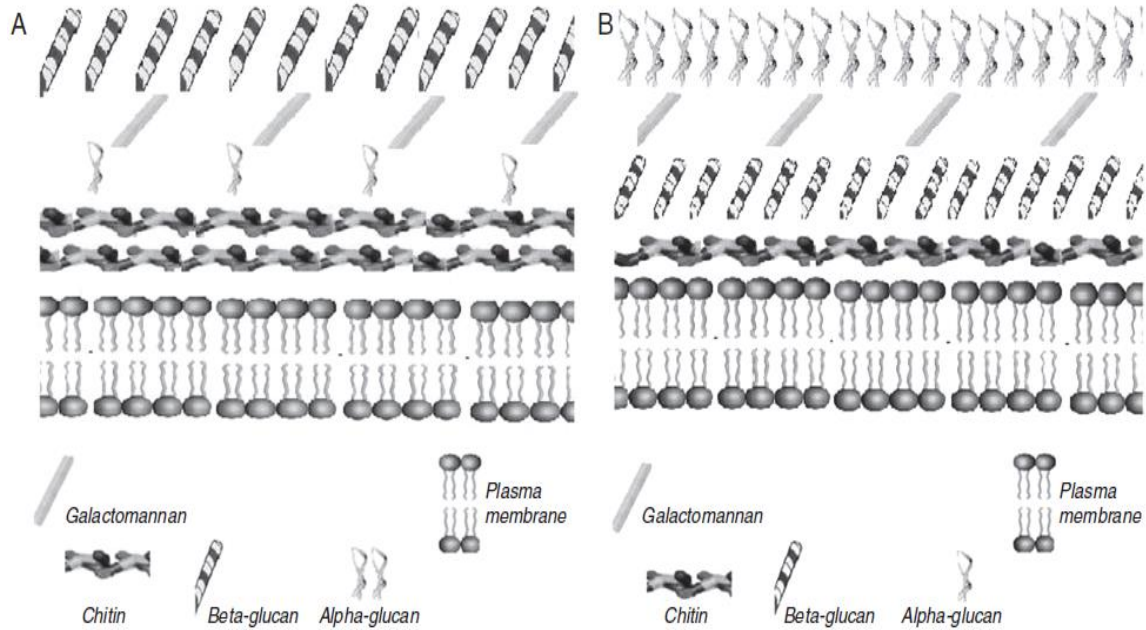 A
B
Galactomannan
Plasma
membrane
Chitin
Beta-glucan
Alpha-glucan
Galactomannan
Plasma
membrane
Chitin
Beta-glucan
Alpha-glucan